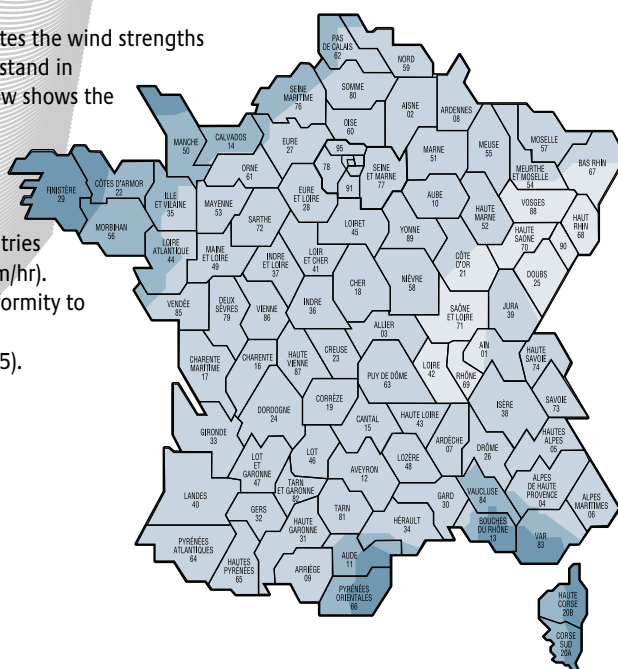 tes the wind strengths
stand in
w shows the
tries
m/hr).
formity to
5).
PAS
DE CALAIS
62
NORD
59
SEINE
MARITIME
76
SOMME
80
AISNE
02
ARDENNES
08
OISE
60
MANCHE
50
CALVADOS
14
EURE
27
95
78
91
SEINE
ET MARNE
77
MARNE
51
MEUSE
55
MOSELLE
57
MEURTHE
ET MOSELLE
54
BAS RHIN
67
FINISTÈRE
29
CÔTES D'ARMOR
22
ILLE
ET VILAINE
35
MORBIHAN
56
ORNE
61
MAYENNE
53
EURE
ET LOIRE
28
SARTHE
72
LOIRET
45
YONNE
89
AUBE
10
HAUTE
MARNE
52
VOSGES
88
HAUT
RHIN
68
HAUTE
SAONE
70
90
LOIRE
ATLANTIQUE
44
MAINE ET
LOIRE
49
INDRE ET
LOIRE
37
LOIR
ET CHER
41
CHER
18
NIÈVRE
58
CÔTE
D'OR
21
DOUBS
25
VENDÉE
85
DEUX
SÈVRES
79
VIENNE
86
INDRE
36
ALLIER
03
SAÔNE
ET LOIRE
71
JURA
39
CHARENTE
MARITIME
17
CHARENTE
16
HAUTE
VIENNE
87
CREUSE
23
PUY DE DÔME
63
LOIRE
42
RHÔNE
69
AIN
01
HAUTE
SAVOIE
74
SAVOIE
73
ISÈRE
38
GIRONDE
33
DORDOGNE
24
CORRÈZE
19
CANTAL
15
HAUTE LOIRE
43
ARDÈCHE
07
DRÔME
26
HAUTES
ALPES
05
LOT
ET
GARONNE
47
LOT
46
AVEYRON
12
LOZÈRE
48
LANDES
40
TARN
ET GARONNE
82
GERS
32
TARN
81
GARD
30
VAUCLUSE
84
ALPES
DE HAUTE
PROVENCE
04
ALPES
MARITIMES
06
PYRÉNÉES
ATLANTIQUES
64
HAUTES
PYRÉNÉES
65
HAUTE
GARONNE
31
HÉRAULT
34
BOUCHES
DU RHÔNE
13
VAR
83
ARRIÈGE
09
AUDE
11
PYRÉNÉES
ORIENTALES
66
HAUTE
CORSE
20B
CORSE
SUD
20A